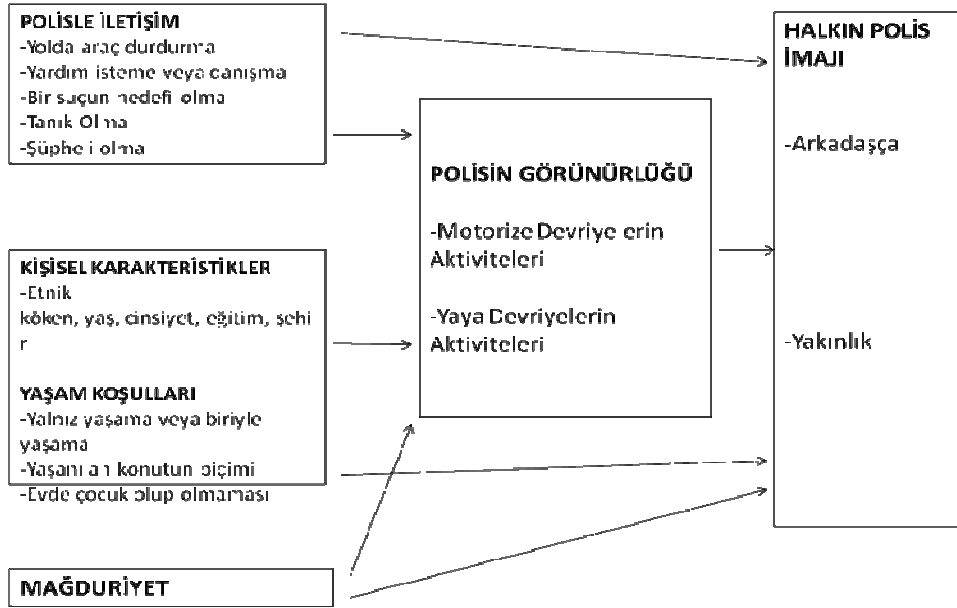 POLİSLE İLETİŞİM
-Yolda araç durdurma
-Yardım isteme veya danışma
-Bir suçun hedefi olma
-Tanık Olma
-Şüpheli olma
KİŞİSEL KARAKTERİSTİKLER
-Etnik
köken, yaş, cinsiyet, eğitim, şehi
r
YAŞAM KOŞULLARI
-Yalnız yaşama veya biriyle
yaşama
-Yaşanılan konutun biçimi
-Evde çocuk olup olmaması
MAĞDURİYET
POLİSİN GÖRÜNÜRLÜĞÜ
-Motorize Devriyelerin
Aktiviteleri
-Yaya Devriyelerin
Aktiviteleri
HALKIN POLİS
İMAJI
-Arkadaşça
-Yakınlık